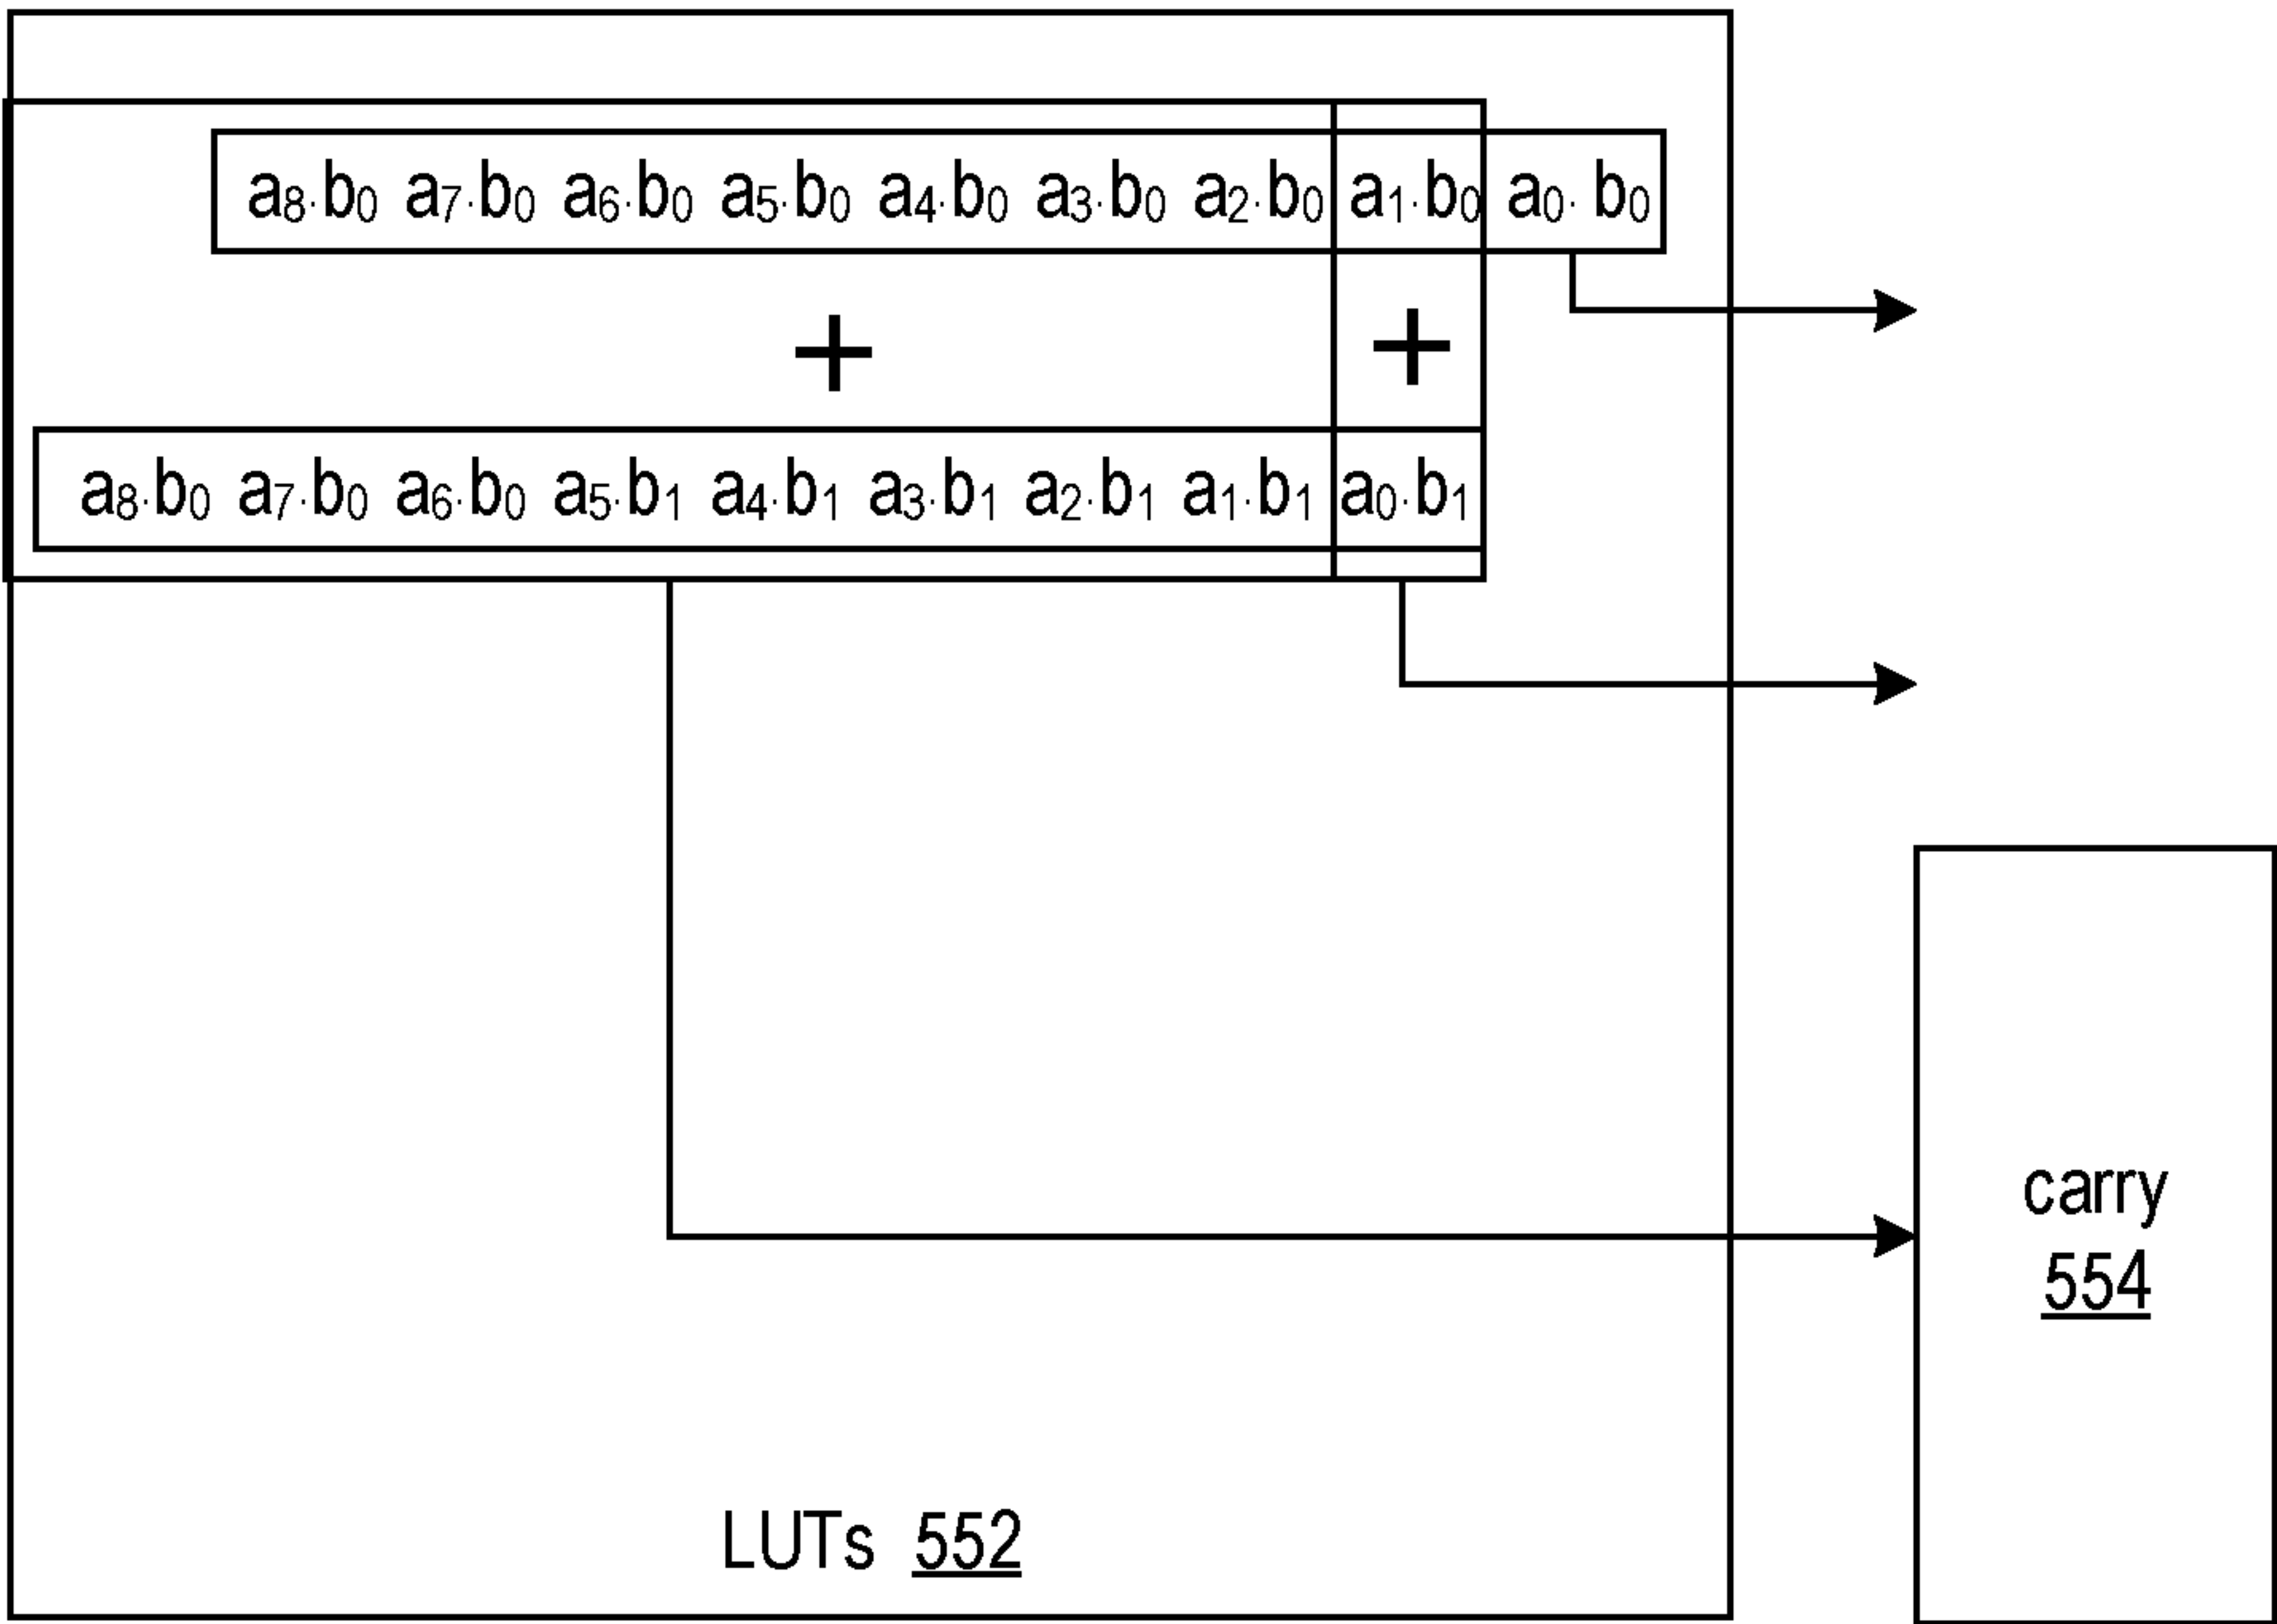 a₈·b₀ a₇·b₀ a₆·b₀ a₅·b₀ a₄·b₀ a₃·b₀ a₂·b₀ a₁·b₀ a₀· b₀
+ +
a₈·b₀ a₇·b₀ a₆·b₀ a₅·b₁ a₄·b₁ a₃·b₁ a₂·b₁ a₁·b₁ a₀·b₁
carry
554
LUTs 552